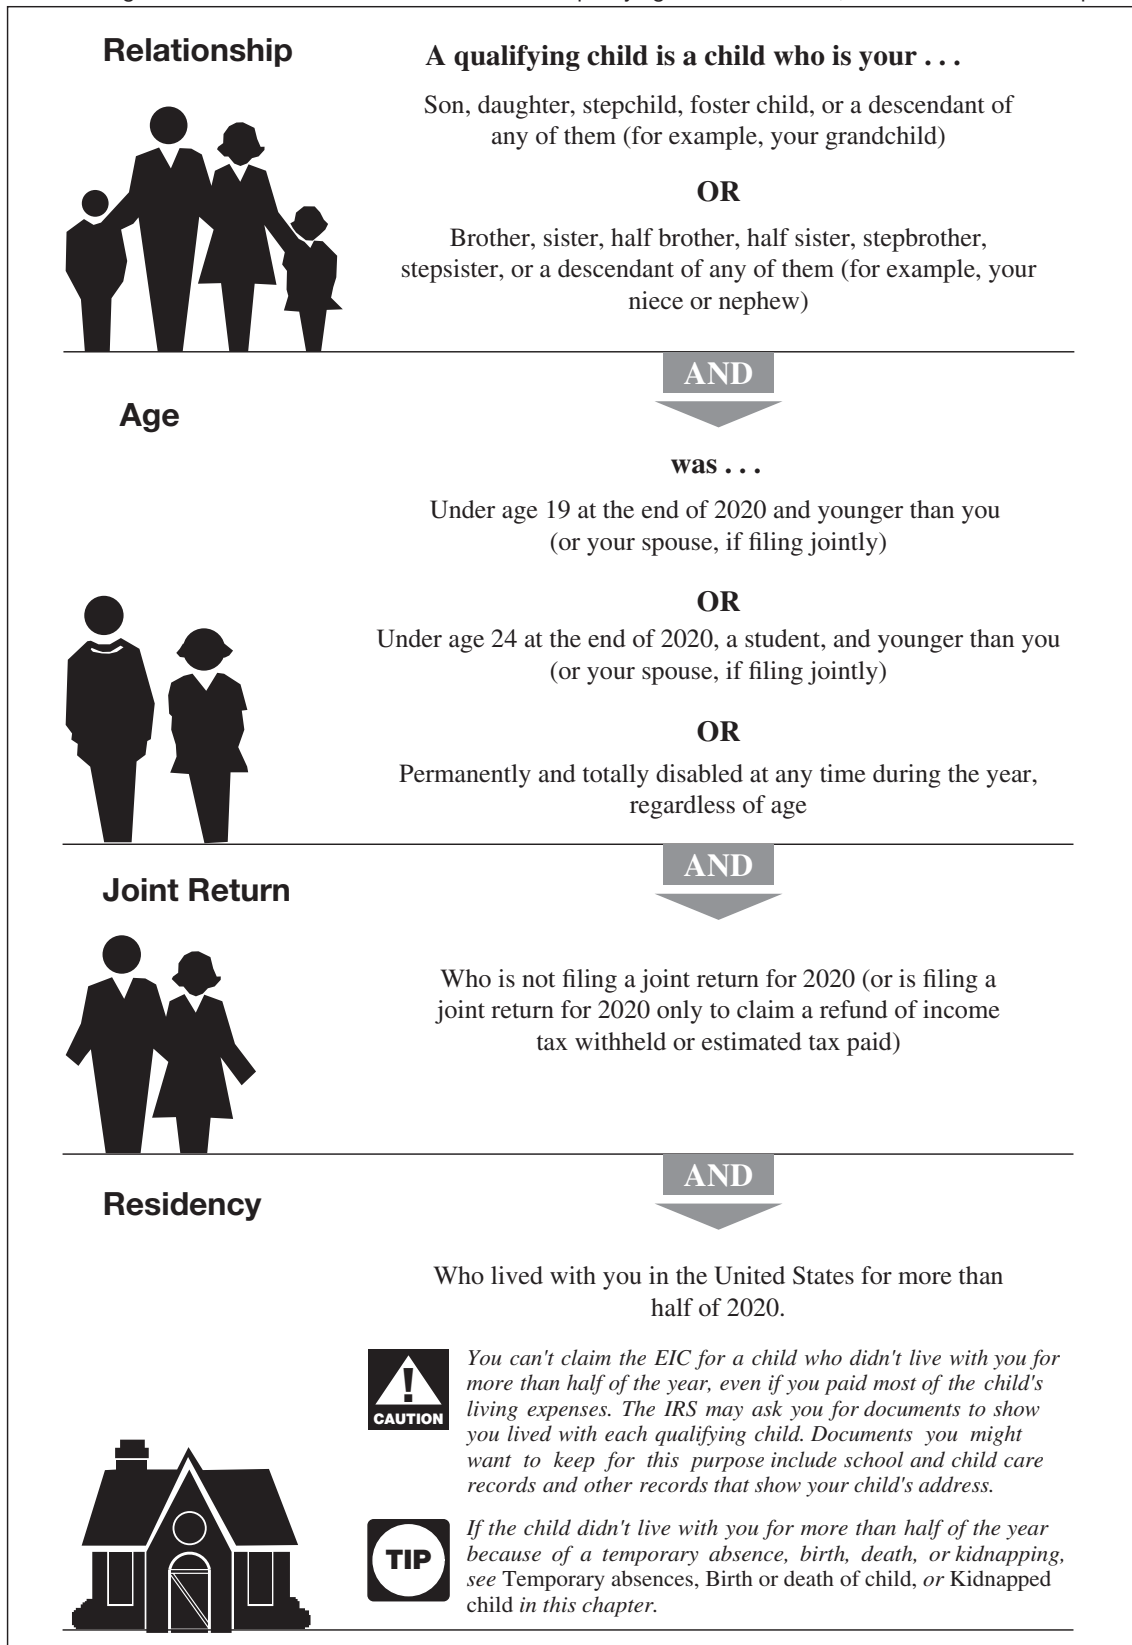 Relationship
A qualifying child is a child who is your . . .
Son, daughter, stepchild, foster child, or a descendant of
any of them (for example, your grandchild)
OR
Brother, sister, half brother, half sister, stepbrother,
stepsister, or a descendant of any of them (for example, your
niece or nephew)
AND
Age
was . . .
Under age 19 at the end of 2020 and younger than you
(or your spouse, if filing jointly)
OR
Under age 24 at the end of 2020, a student, and younger than you
(or your spouse, if filing jointly)
OR
Permanently and totally disabled at any time during the year,
regardless of age
AND
Joint Return
Who is not filing a joint return for 2020 (or is filing a
joint return for 2020 only to claim a refund of income
tax withheld or estimated tax paid)
AND
Residency
Who lived with you in the United States for more than
half of 2020.
CAUTION
You can't claim the EIC for a child who didn't live with you for
more than half of the year, even if you paid most of the child's
living expenses. The IRS may ask you for documents to show
you lived with each qualifying child. Documents you might
want to keep for this purpose include school and child care
records and other records that show your child's address.
TIP
If the child didn't live with you for more than half of the year
because of a temporary absence, birth, death, or kidnapping,
see Temporary absences, Birth or death of child, or Kidnapped
child in this chapter.